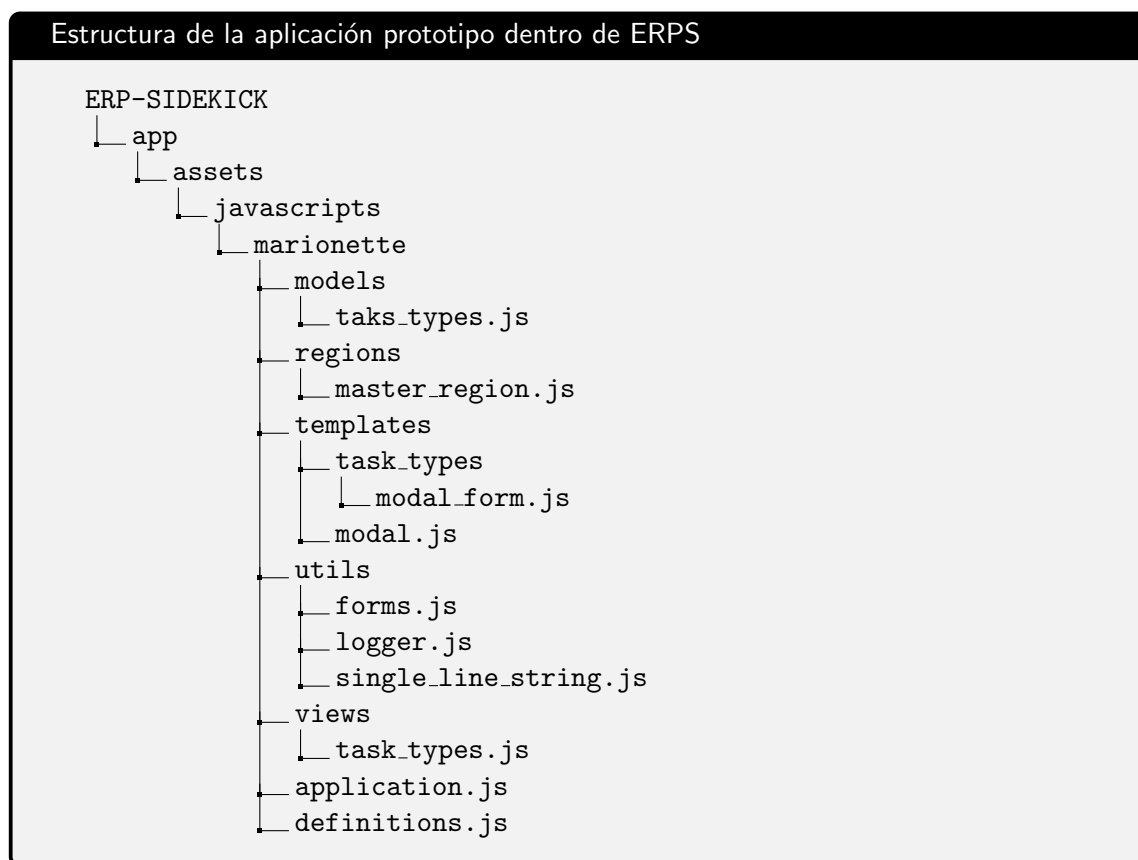 Estructura de la aplicación prototipo dentro de ERPS
ERP-SIDEKICK
app
assets
javascripts
marionette
models
taks_types.js
regions
master_region.js
templates
task_types
modal_form.js
modal.js
utils
forms.js
logger.js
single_line_string.js
views
task_types.js
application.js
definitions.js